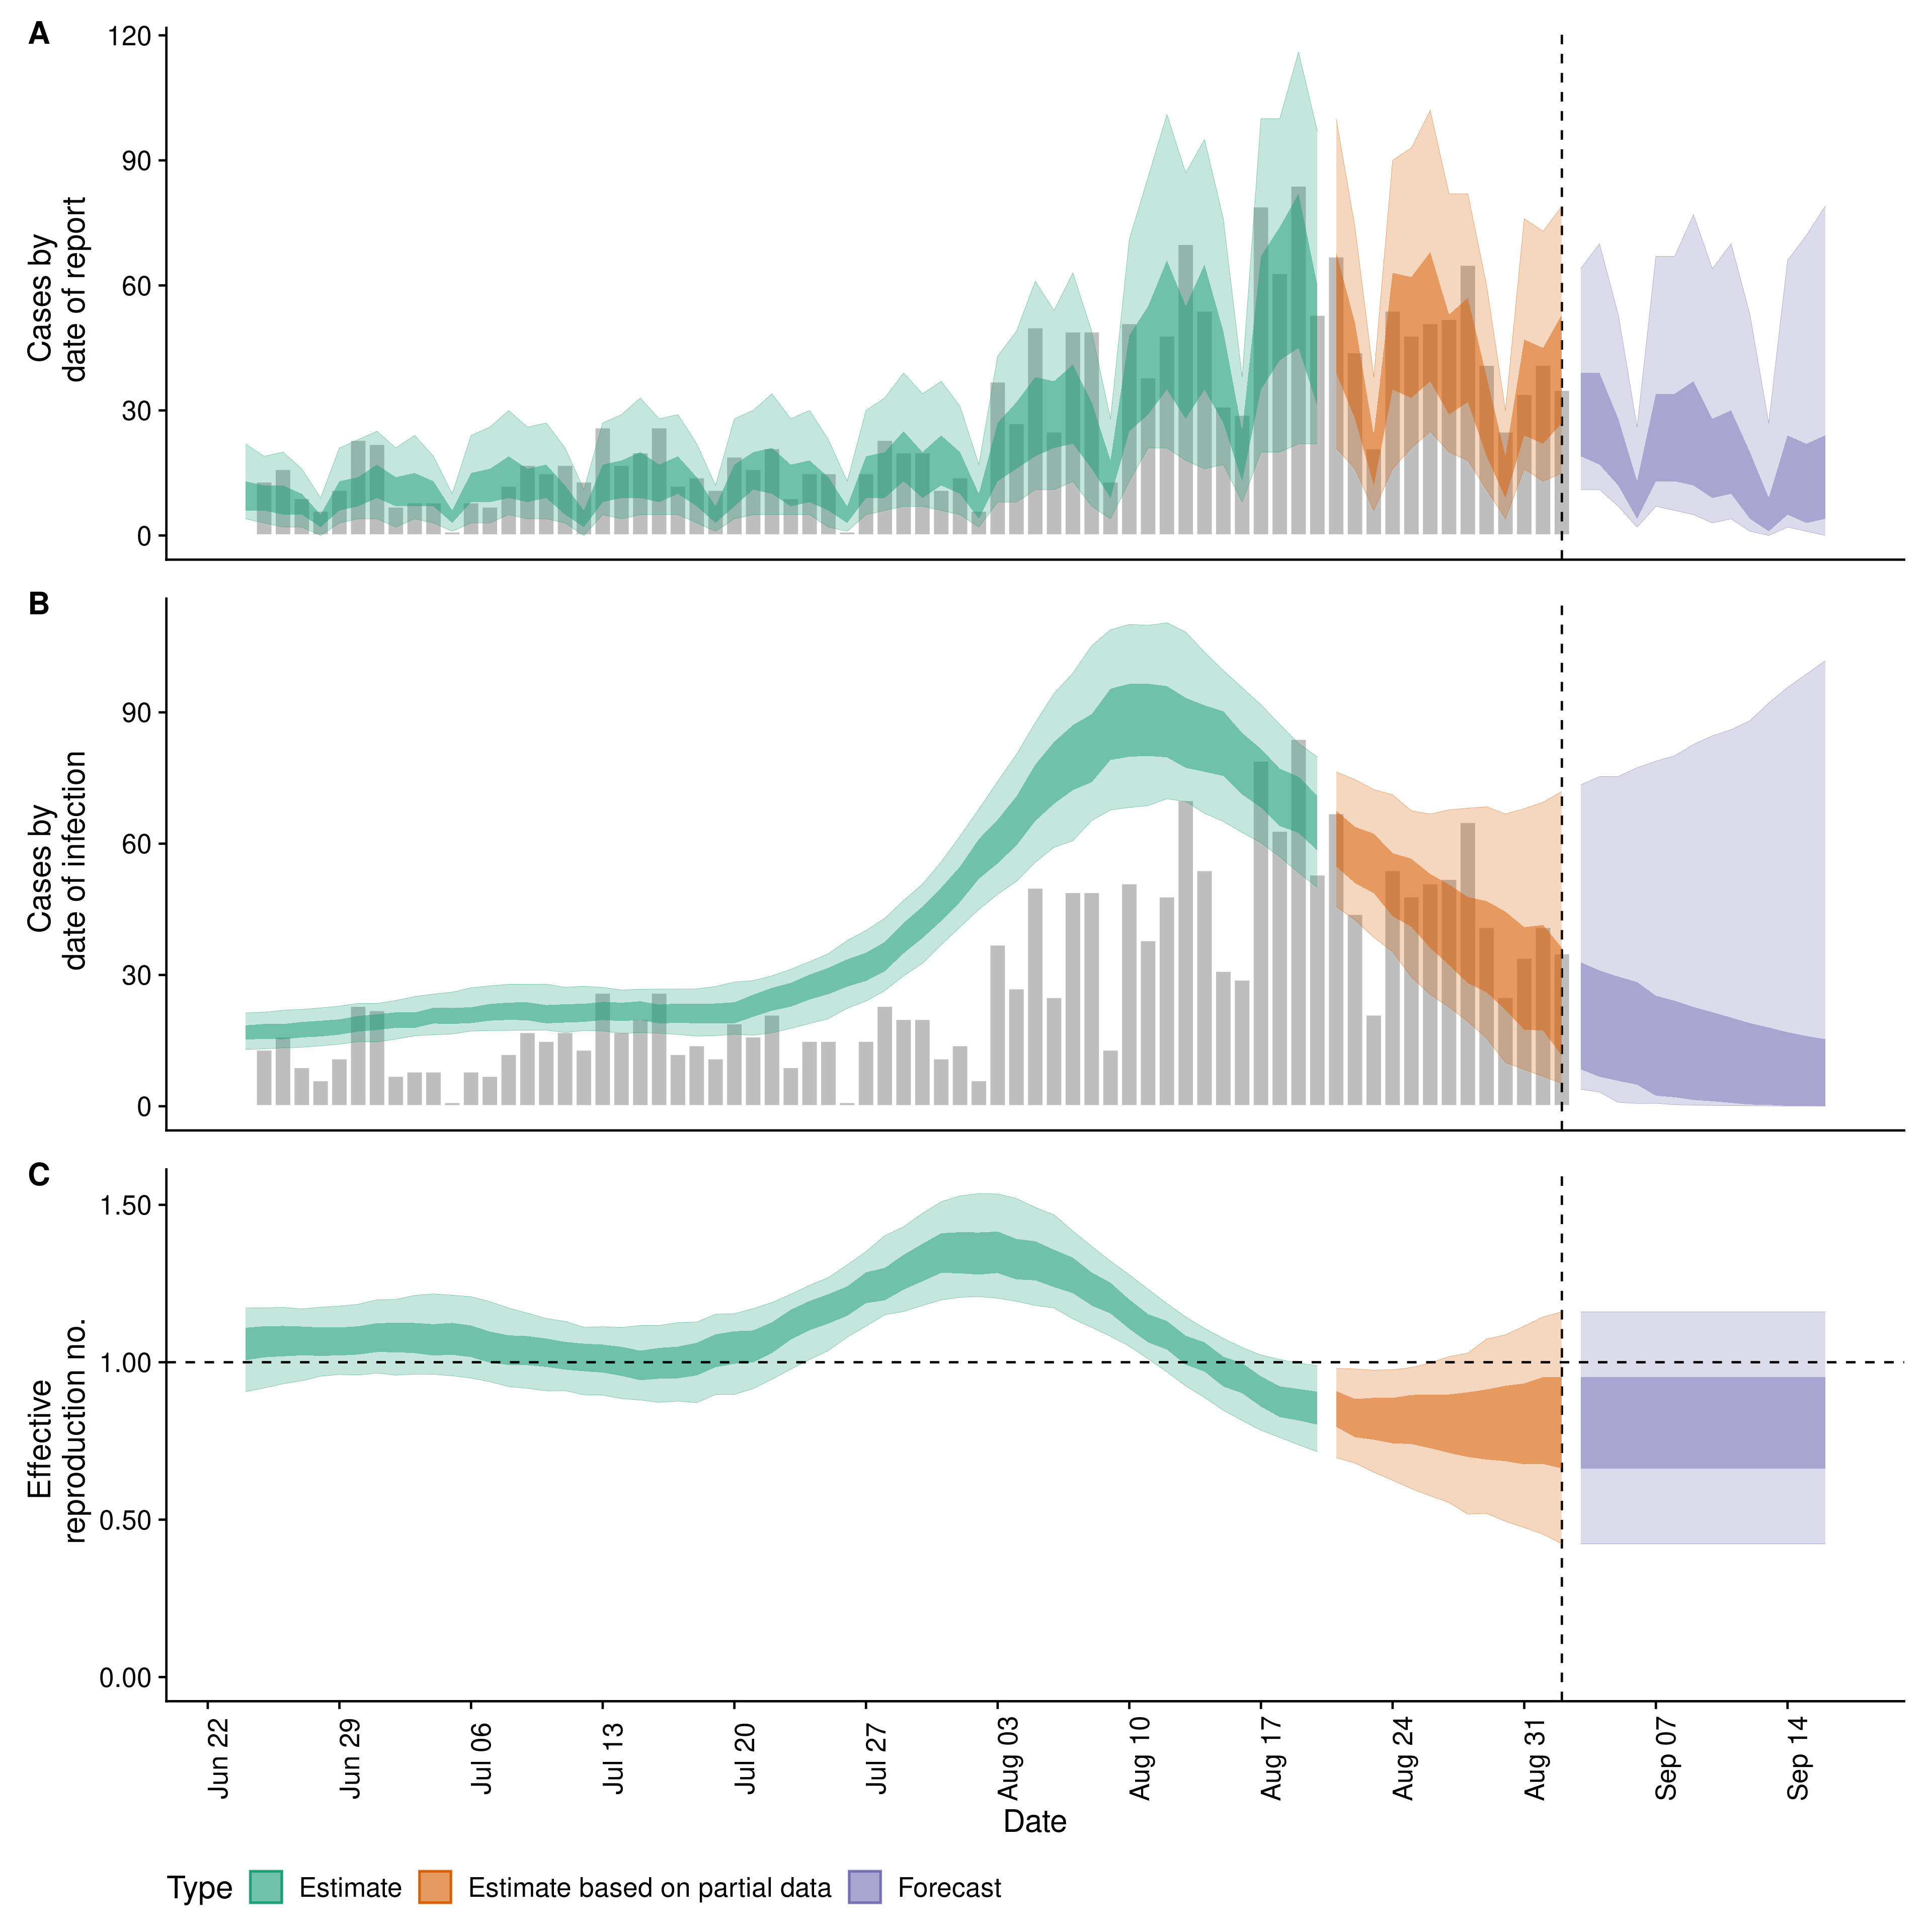 A
Cases by
date of report
120
90
60
30
0
B
Cases by
date of infection
90
60
30
0
C
Effective
reproduction no.
1.50
1.00
0.50
0.00
Jun 22
Jun 29
Jul 06
Jul 13
Jul 20
Jul 27
Aug 03
Aug 10
Aug 17
Aug 24
Aug 31
Sep 07
Sep 14
Date
Type Estimate Estimate based on partial data Forecast